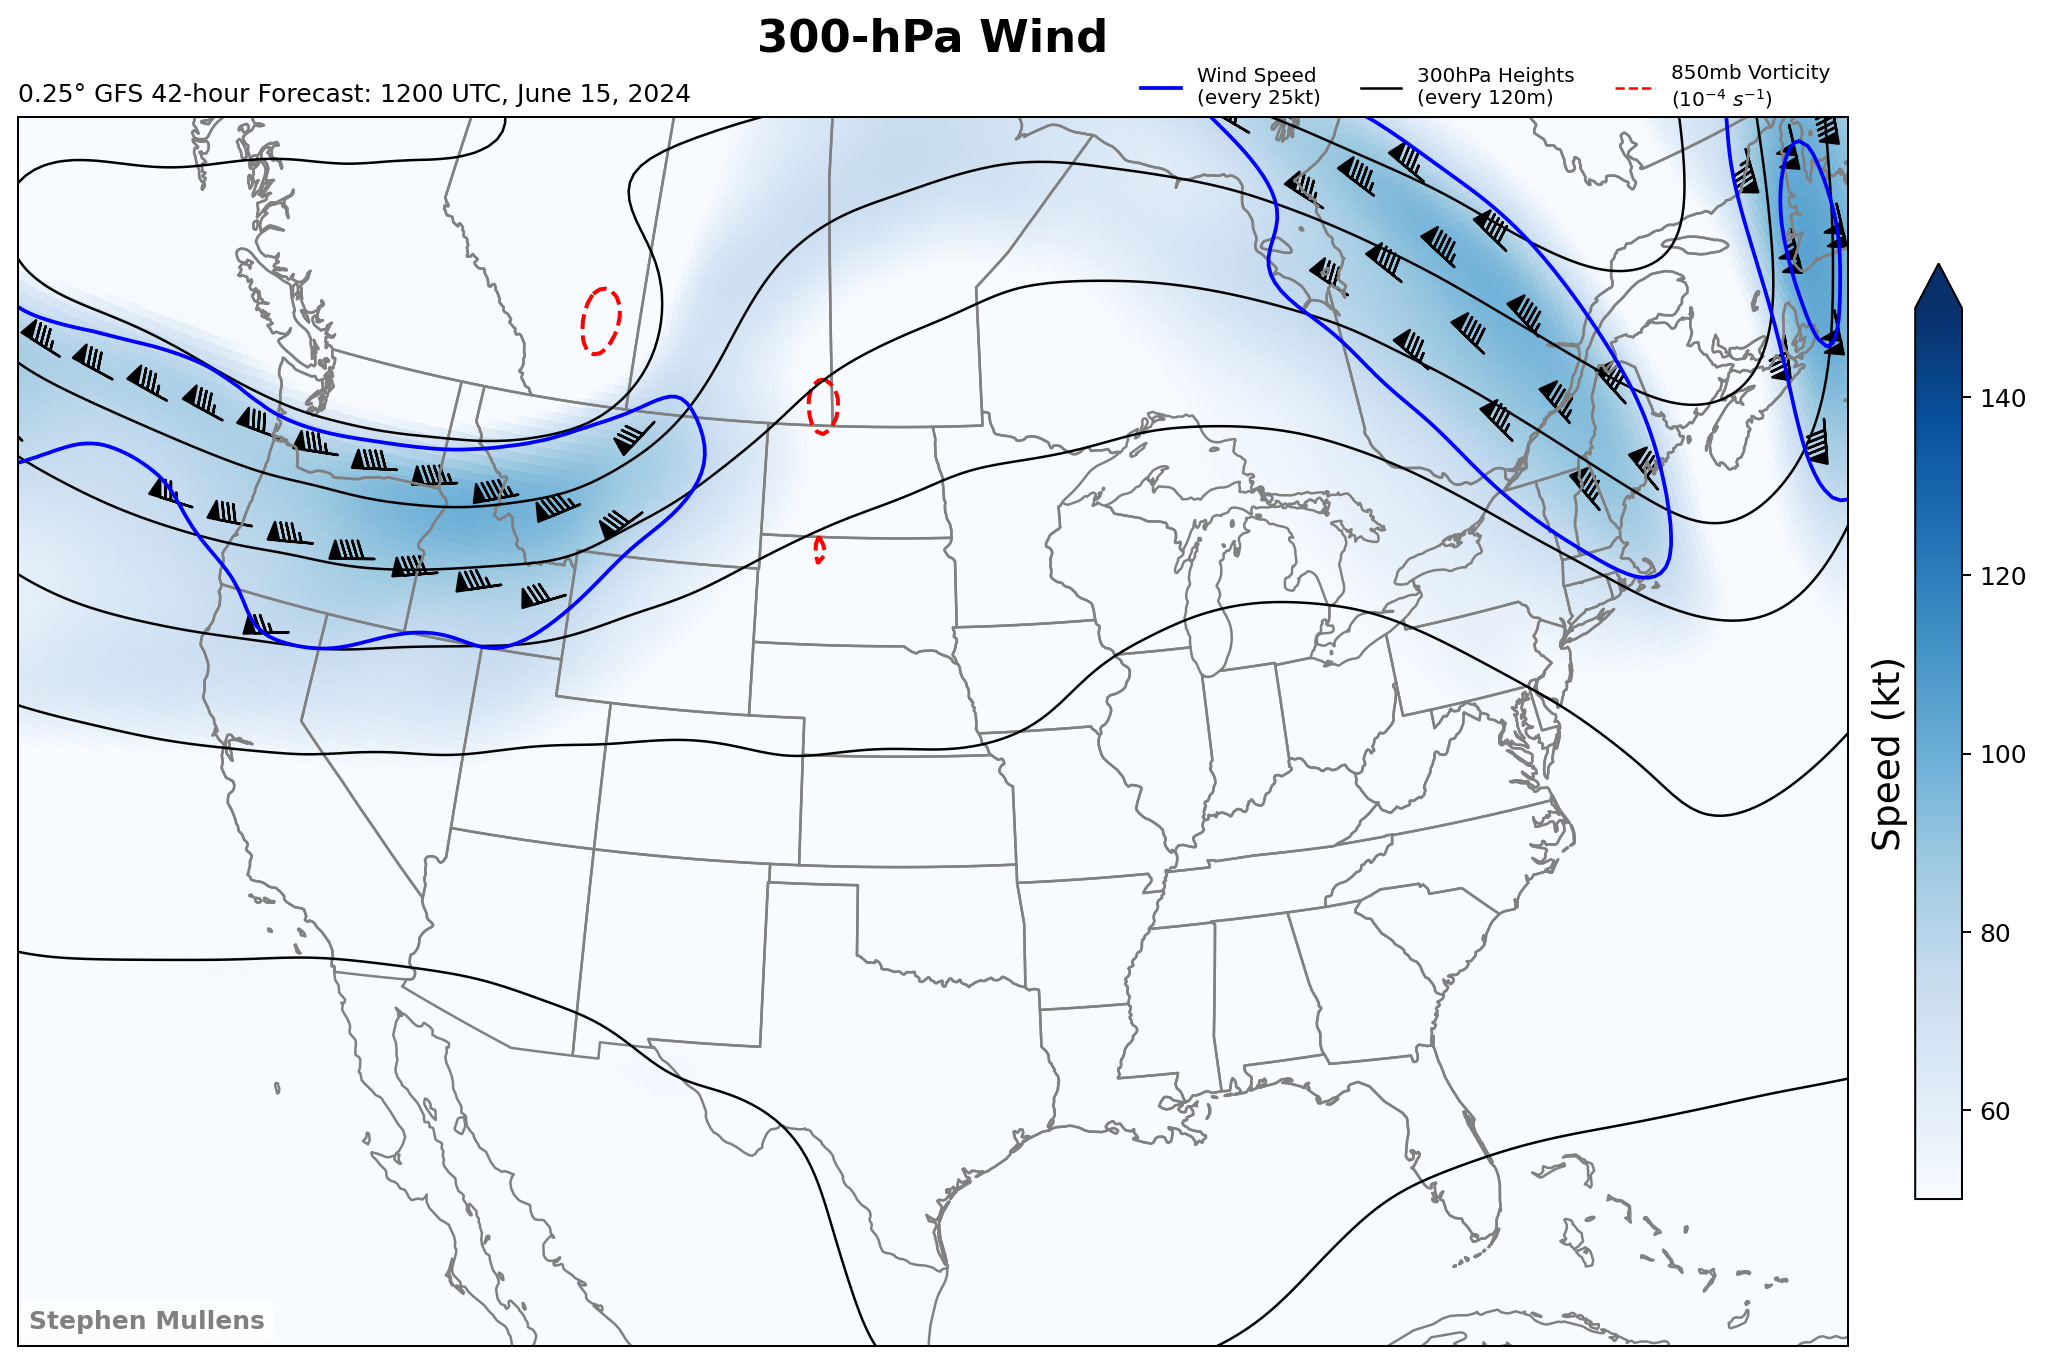 300-hPa Wind
0.25° GFS 42-hour Forecast: 1200 UTC, June 15, 2024
Wind Speed
(every 25kt)
300hPa Heights
(every 120m)
850mb Vorticity
(10⁻⁴ s⁻¹)
140
120
100
80
60
Speed (kt)
Stephen Mullens